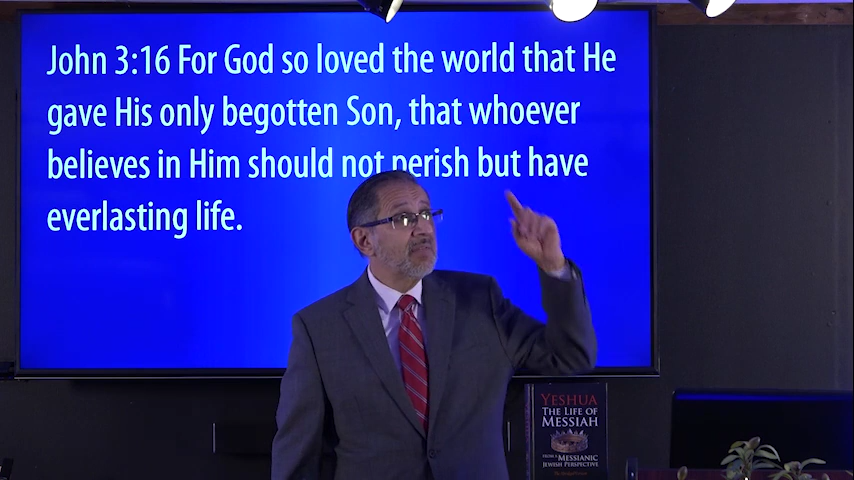 John 3:16 For God so loved the world that He
gave His only begotten Son, that whoever
believes in Him should not perish but have
everlasting life.
YESHUA
THE LIFE OF
MESSIAH
FROM A
MESSIANIC
JEWISH PERSPECTIVE